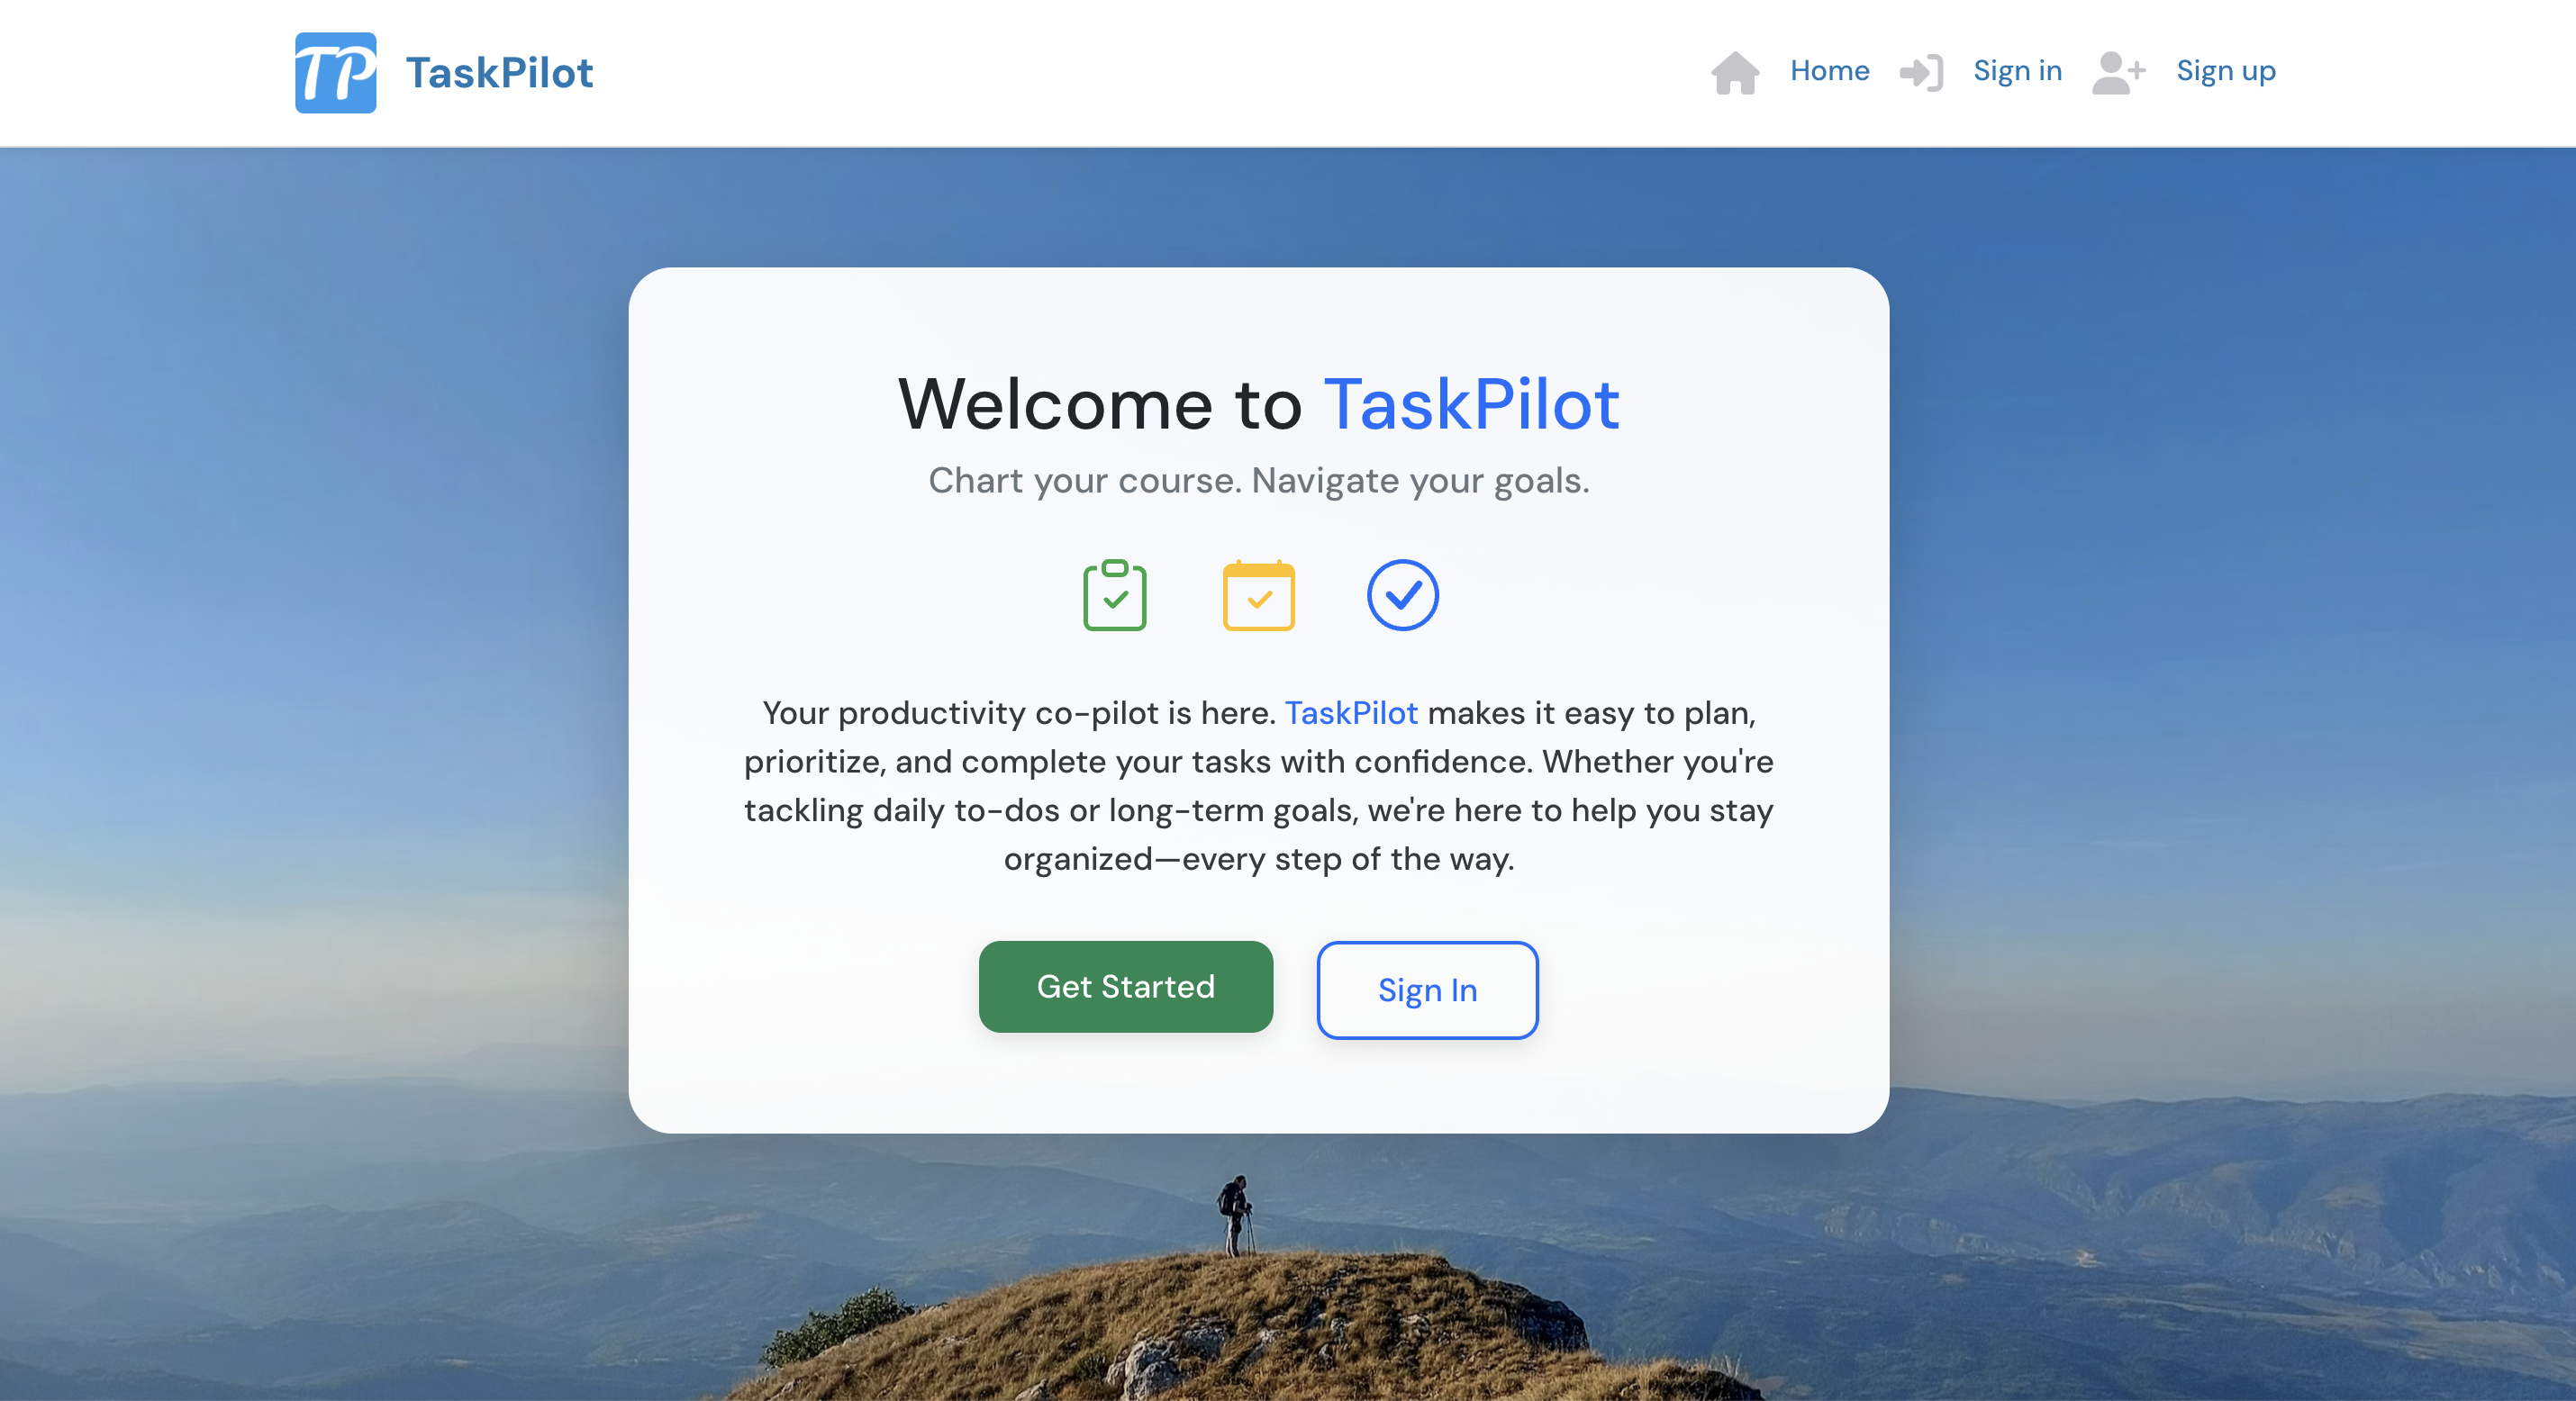 TP TaskPilot
Home Sign in Sign up
Welcome to TaskPilot
Chart your course. Navigate your goals.
Your productivity co-pilot is here. TaskPilot makes it easy to plan,
prioritize, and complete your tasks with confidence. Whether you're
tackling daily to-dos or long-term goals, we're here to help you stay
organized—every step of the way.
Get Started
Sign In